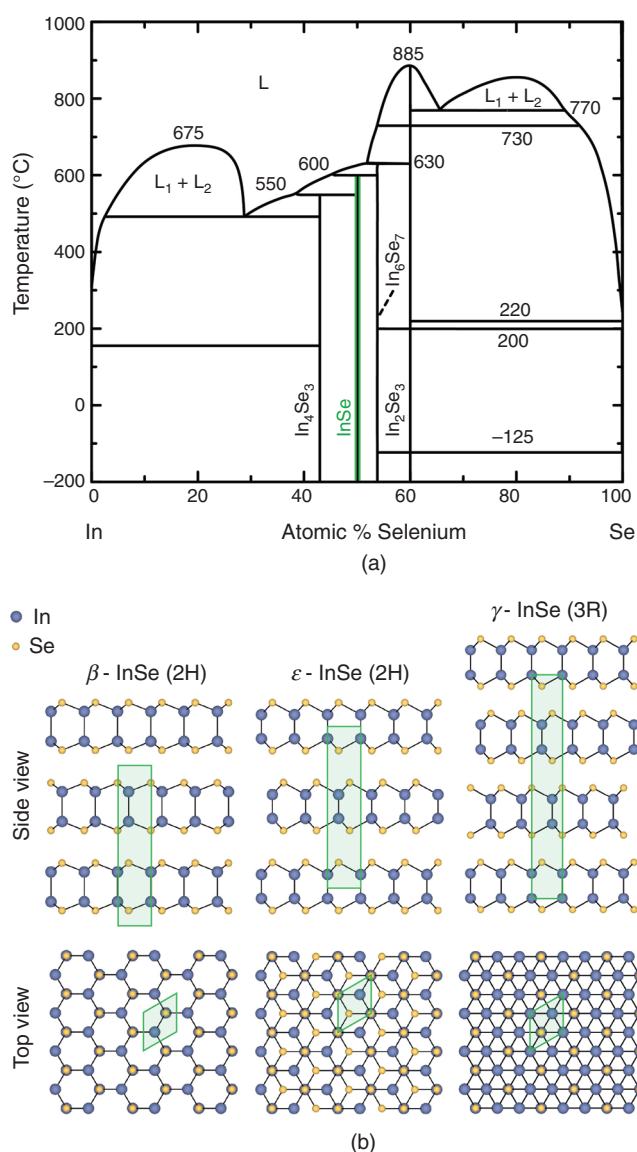 1000
800
600
400
200
0
−200
Temperature (°C)
885
L
L₁ + L₂
770
675
730
600
630
550
L₁ + L₂
In₆Se₇
220
200
In₄Se₃
InSe
In₂Se₃
−125
0
20
40
60
80
100
In
Atomic % Selenium
Se
(a)
In
Se
γ- InSe (3R)
β - InSe (2H)
ε - InSe (2H)
Side view
Top view
(b)